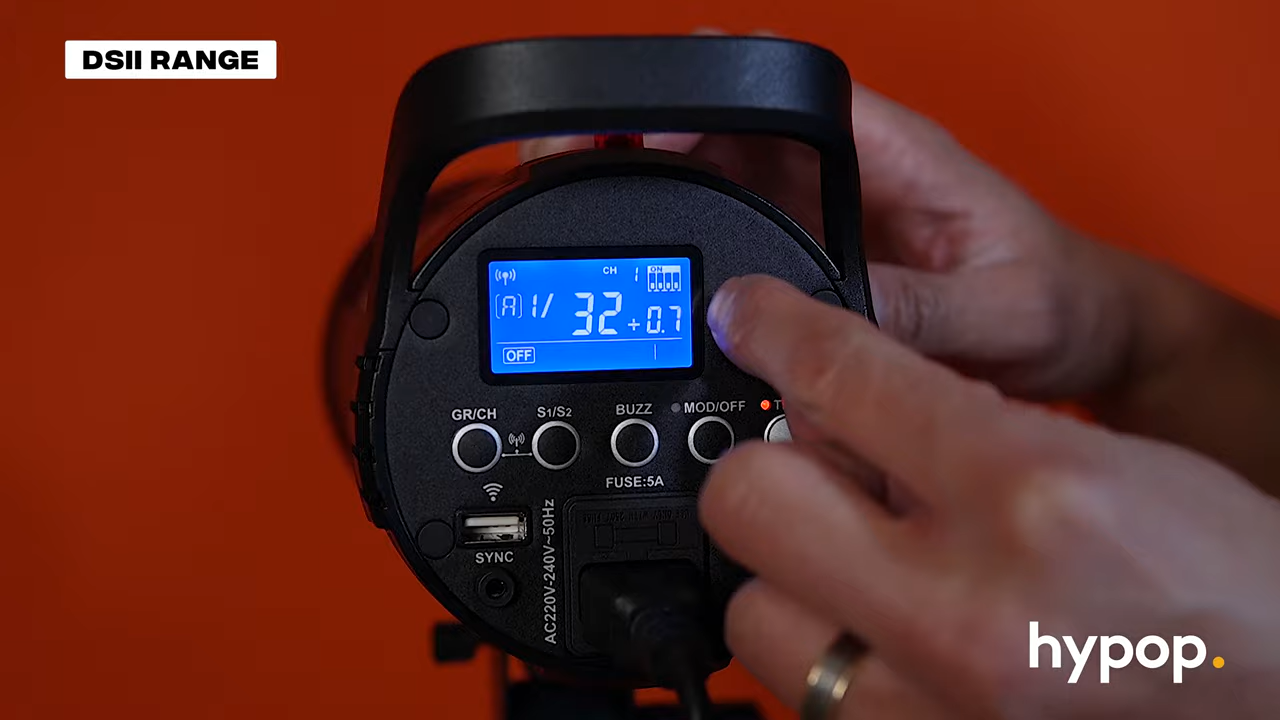 DSII RANGE
CH 1
ON
[A] 1/ 32 +0.7
OFF
GR/CH
S1/S2
BUZZ
MOD/OFF
FUSE:5A
SYNC
AC220V-240V~50Hz
hypop.